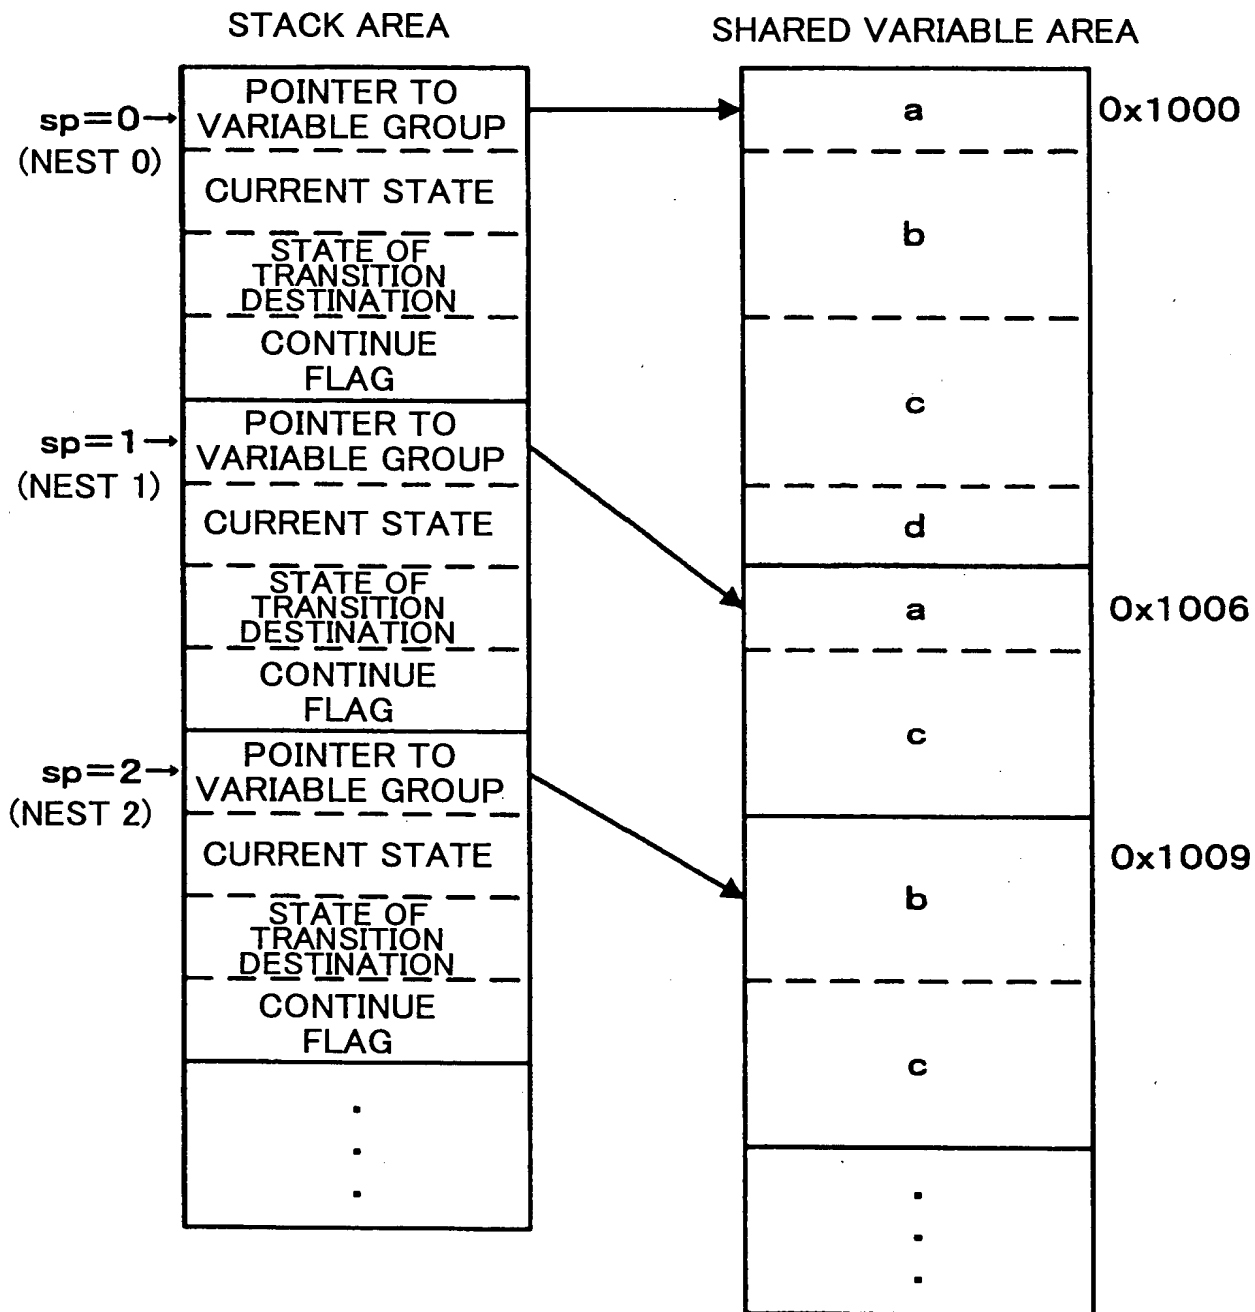 STACK AREA
SHARED VARIABLE AREA
sp=0→
(NEST 0)
POINTER TO
VARIABLE GROUP
CURRENT STATE
STATE OF
TRANSITION
DESTINATION
CONTINUE
FLAG
sp=1→
(NEST 1)
POINTER TO
VARIABLE GROUP
CURRENT STATE
STATE OF
TRANSITION
DESTINATION
CONTINUE
FLAG
sp=2→
(NEST 2)
POINTER TO
VARIABLE GROUP
CURRENT STATE
STATE OF
TRANSITION
DESTINATION
CONTINUE
FLAG
a
0x1000
b
c
d
a
0x1006
c
b
0x1009
c